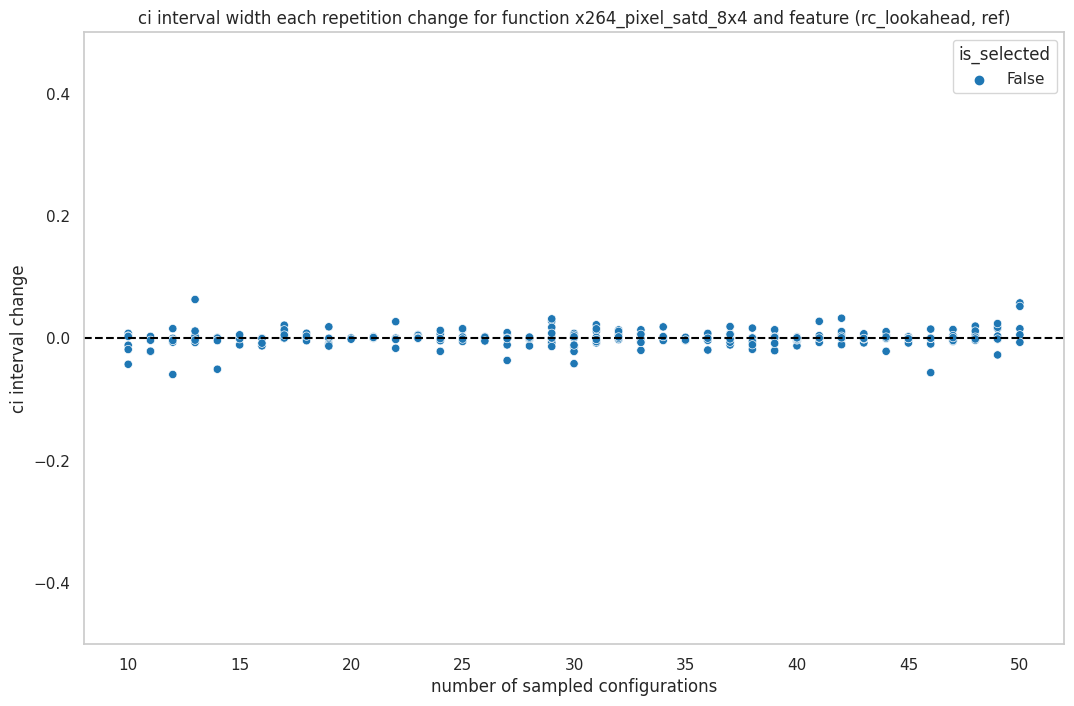 ci interval width each repetition change for function x264_pixel_satd_8x4 and feature (rc_lookahead, ref)
is_selected
False
ci interval change
0.4
0.2
0.0
−0.2
−0.4
10 15 20 25 30 35 40 45 50
number of sampled configurations